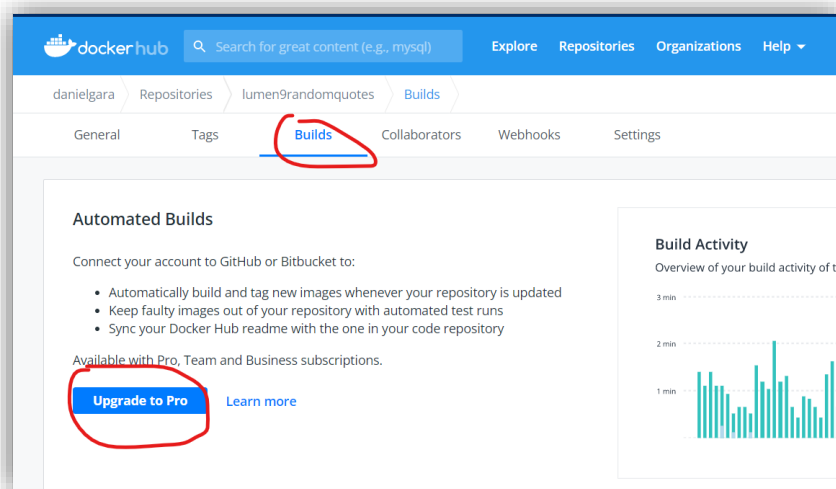 docker hub Search for great content (e.g., mysql) Explore Repositories Organizations Help
danielgara Repositories lumen9randomquotes Builds
General Tags Builds Collaborators Webhooks Settings
Automated Builds
Connect your account to GitHub or Bitbucket to:
• Automatically build and tag new images whenever your repository is updated
• Keep faulty images out of your repository with automated test runs
• Sync your Docker Hub readme with the one in your code repository
Available with Pro, Team and Business subscriptions.
Upgrade to Pro Learn more
Build Activity
Overview of your build activity of t
3 min
2 min
1 min